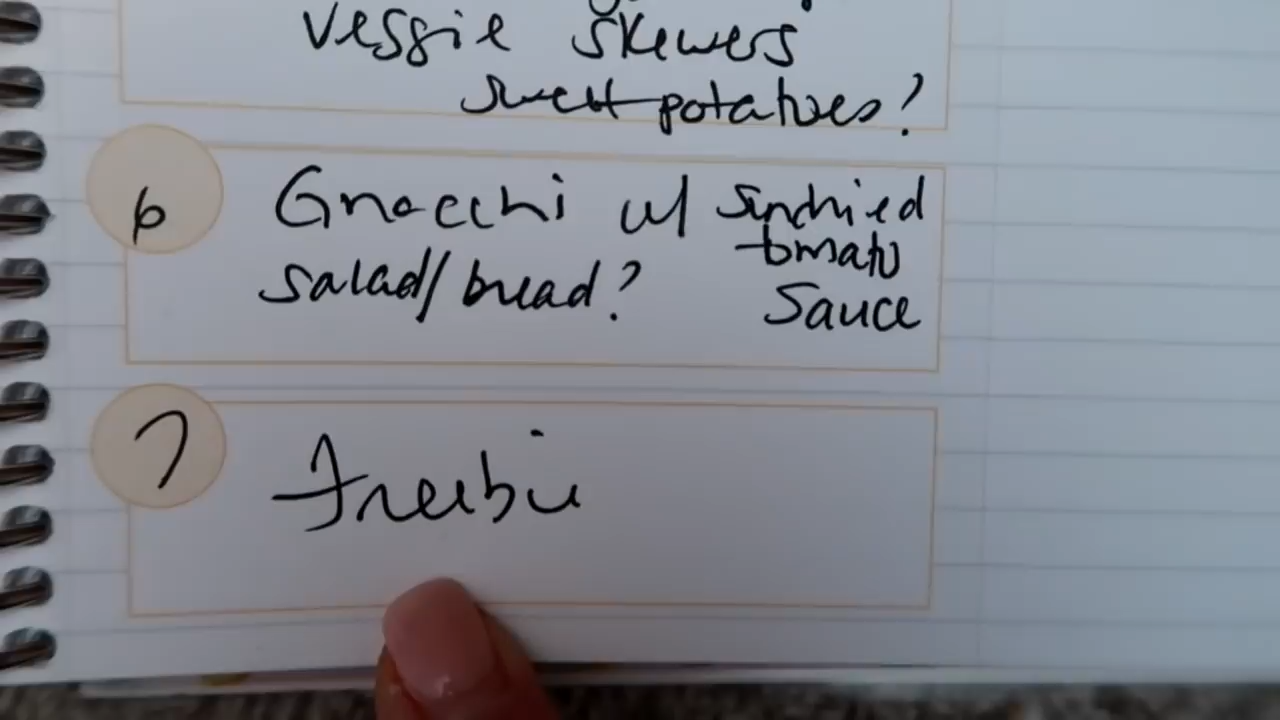 veggie skewers
sweet potatoes?
6
Gnocchi w/ Sundried
tomato
salad/bread?
Sauce
7
Freebie